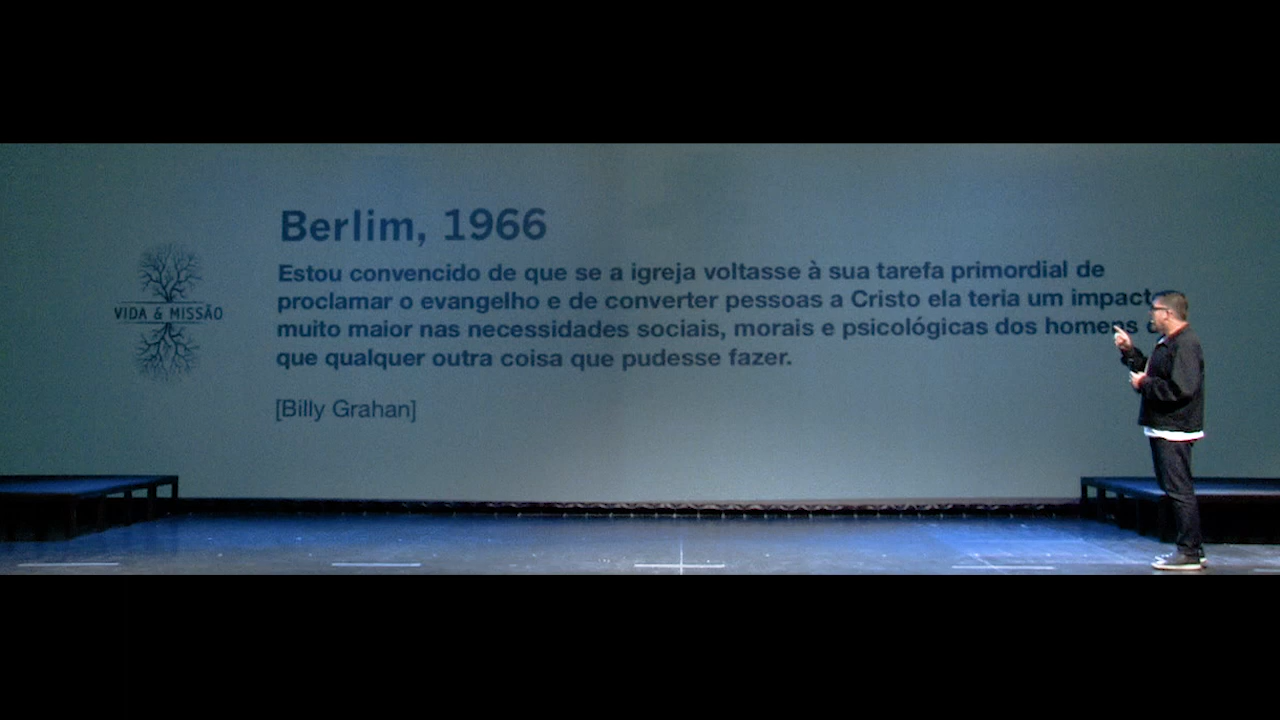 Berlim, 1966
Estou convencido de que se a igreja voltasse à sua tarefa primordial de
proclamar o evangelho e de converter pessoas a Cristo ela teria um impacto
muito maior nas necessidades sociais, morais e psicológicas dos homens
que qualquer outra coisa que pudesse fazer.
[Billy Grahan]
VIDA & MISSÃO